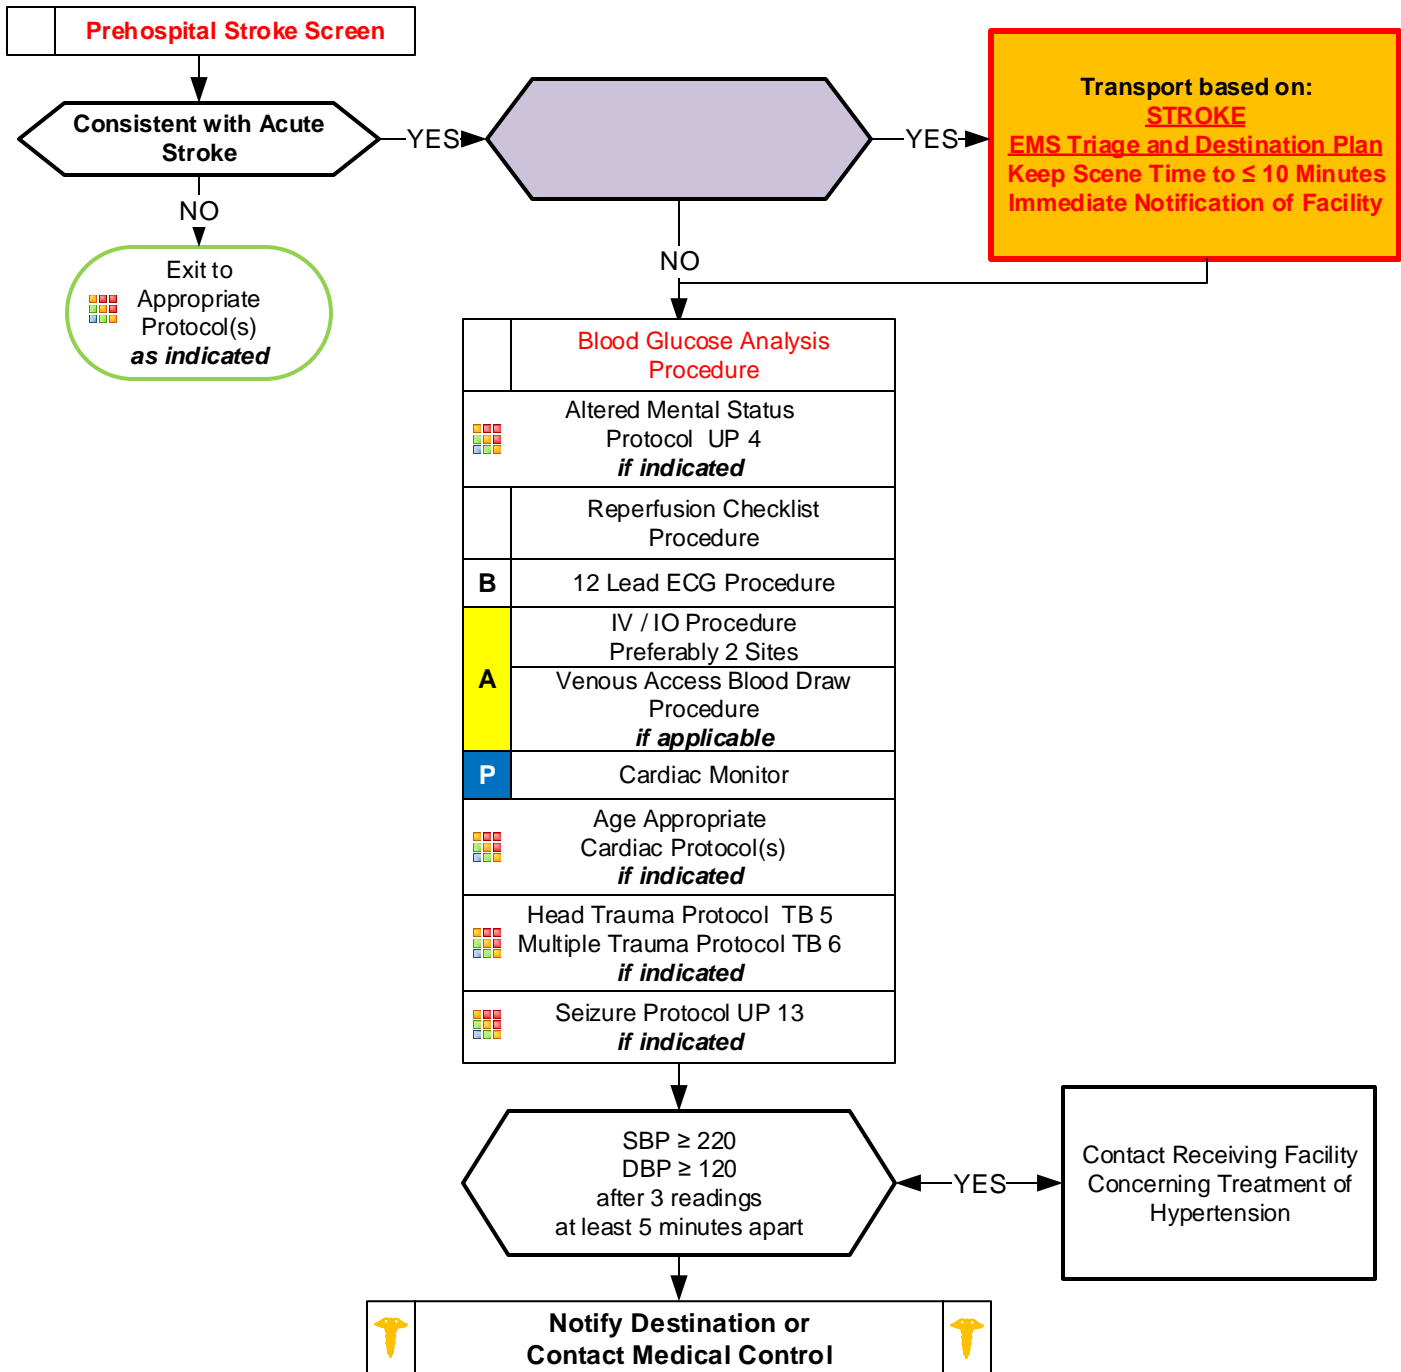 Prehospital Stroke Screen
Consistent with Acute
Stroke
YES
YES
Transport based on:
STROKE
EMS Triage and Destination Plan
Keep Scene Time to ≤ 10 Minutes
Immediate Notification of Facility
NO
Exit to
Appropriate
Protocol(s)
as indicated
NO
Blood Glucose Analysis
Procedure
Altered Mental Status
Protocol UP 4
if indicated
Reperfusion Checklist
Procedure
B
12 Lead ECG Procedure
A
IV / IO Procedure
Preferably 2 Sites
Venous Access Blood Draw
Procedure
if applicable
P
Cardiac Monitor
Age Appropriate
Cardiac Protocol(s)
if indicated
Head Trauma Protocol TB 5
Multiple Trauma Protocol TB 6
if indicated
Seizure Protocol UP 13
if indicated
SBP ≥ 220
DBP ≥ 120
after 3 readings
at least 5 minutes apart
YES
Contact Receiving Facility
Concerning Treatment of
Hypertension
Notify Destination or
Contact Medical Control